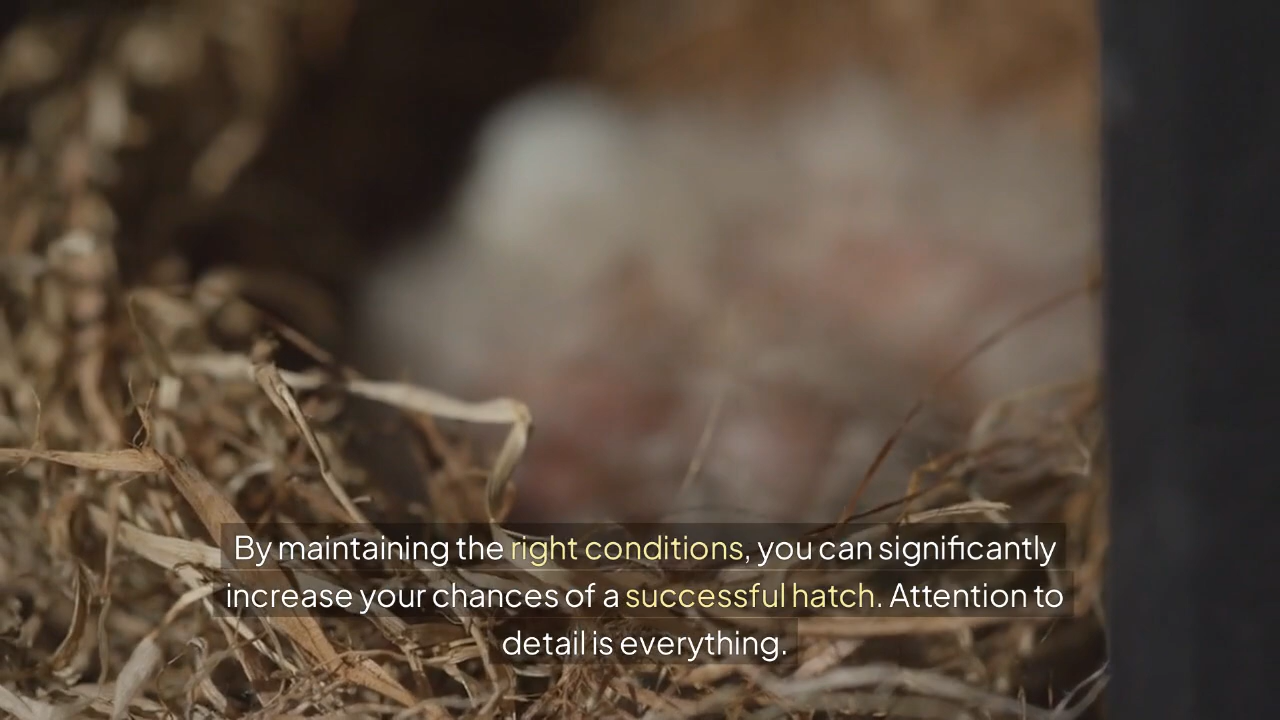 By maintaining the right conditions, you can significantly
increase your chances of a successful hatch. Attention to
detail is everything.